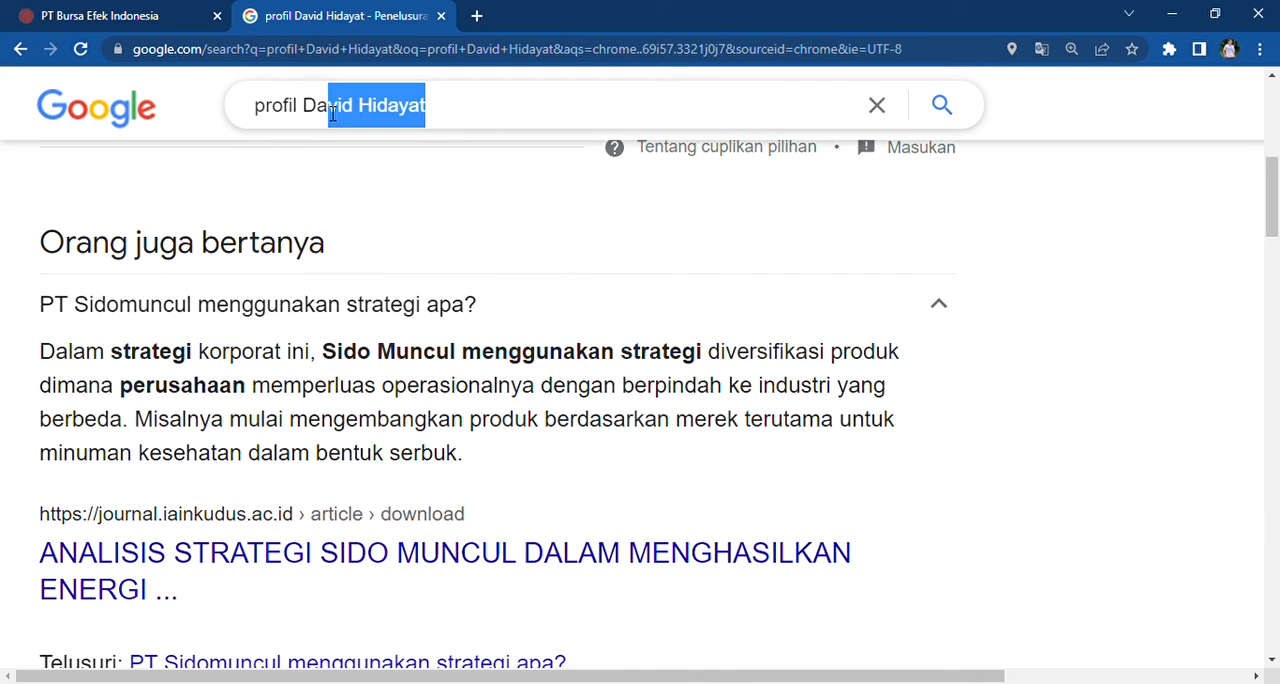 PT Bursa Efek Indonesia
profil David Hidayat - Penelusura
google.com/search?q=profil+David+Hidayat&oq=profil+David+Hidayat&aqs=chrome..69i57.3321j0j7&sourceid=chrome&ie=UTF-8
Google
profil David Hidayat
Tentang cuplikan pilihan • Masukan
Orang juga bertanya
PT Sidomuncul menggunakan strategi apa?
Dalam strategi korporat ini, Sido Muncul menggunakan strategi diversifikasi produk
dimana perusahaan memperluas operasionalnya dengan berpindah ke industri yang
berbeda. Misalnya mulai mengembangkan produk berdasarkan merek terutama untuk
minuman kesehatan dalam bentuk serbuk.
https://journal.iainkudus.ac.id › article › download
ANALISIS STRATEGI SIDO MUNCUL DALAM MENGHASILKAN
ENERGI ...
Telusuri: PT Sidomuncul menggunakan strategi apa?